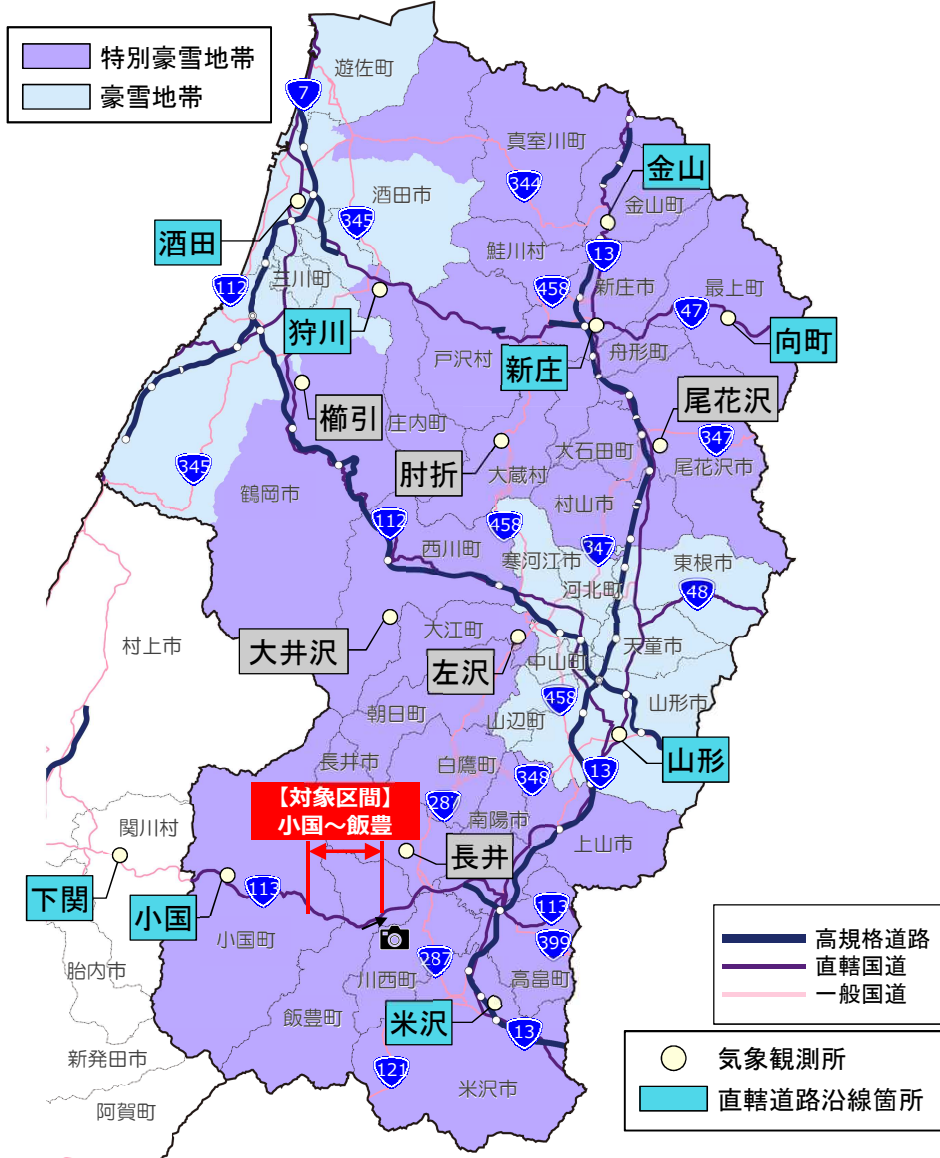 特別豪雪地帯
豪雪地帯
遊佐町
7
真室川町
金山
344
金山町
酒田市
345
酒田
鮭川村
13
三川町
112
458
新庄市
最上町
47
狩川
向町
戸沢村
新庄
舟形町
尾花沢
櫛引
庄内町
大石田町
347
肘折
大蔵村
尾花沢市
345
鶴岡市
村山市
112
458
西川町
寒河江市
347
東根市
河北町
48
大井沢
大江町
左沢
天童市
村上市
中山町
458
山形市
朝日町
山辺町
山形
長井市
白鷹町
348
13
【対象区間】
小国～飯豊
287
南陽市
上山市
関川村
長井
下関
小国
113
113
小国町
399
胎内市
川西町
287
高畠町
飯豊町
米沢
13
新発田市
121
米沢市
阿賀町
高規格道路
直轄国道
一般国道
気象観測所
直轄道路沿線箇所